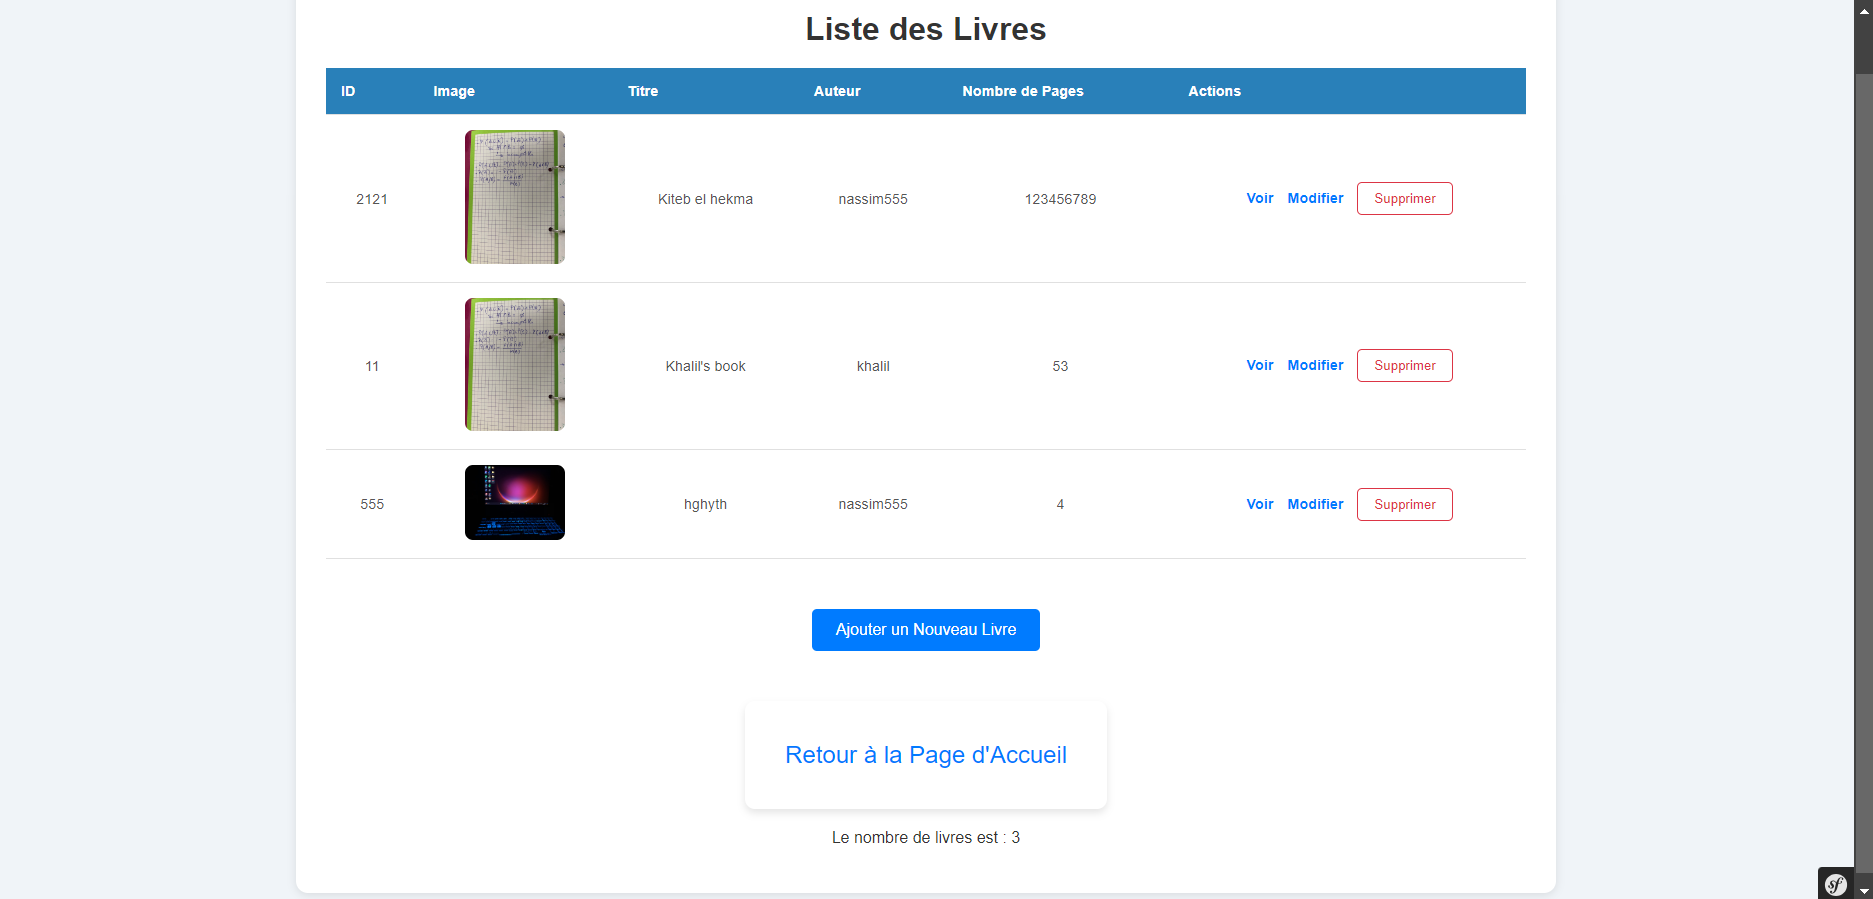 Liste des Livres
ID Image Titre Auteur Nombre de Pages Actions
2121 Kiteb el hekma nassim555 123456789 Voir Modifier Supprimer
11 Khalil's book khalil 53 Voir Modifier Supprimer
555 hghyth nassim555 4 Voir Modifier Supprimer
Ajouter un Nouveau Livre
Retour à la Page d'Accueil
Le nombre de livres est : 3
sf